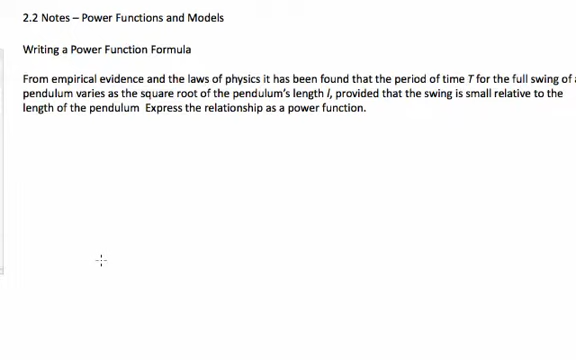 2.2 Notes – Power Functions and Models
Writing a Power Function Formula
From empirical evidence and the laws of physics it has been found that the period of time T for the full swing of a
pendulum varies as the square root of the pendulum's length l, provided that the swing is small relative to the
length of the pendulum Express the relationship as a power function.